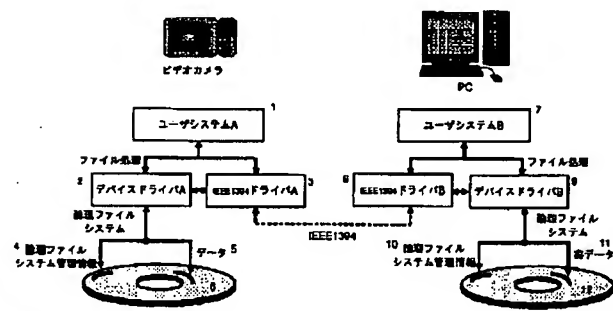 ビデオカメラ
PC
1
ユーザシステムA
7
ユーザシステムB
ファイル処理
ファイル処理
2
デバイスドライバA
3
IEEE1394ドライバA
8
IEEE1394ドライバB
9
デバイスドライバB
論理ファイル
システム
IEEE1394
論理ファイル
システム
4 論理ファイル
システム管理情報
データ 5
6
10 論理ファイル
システム管理情報
11
データ
12